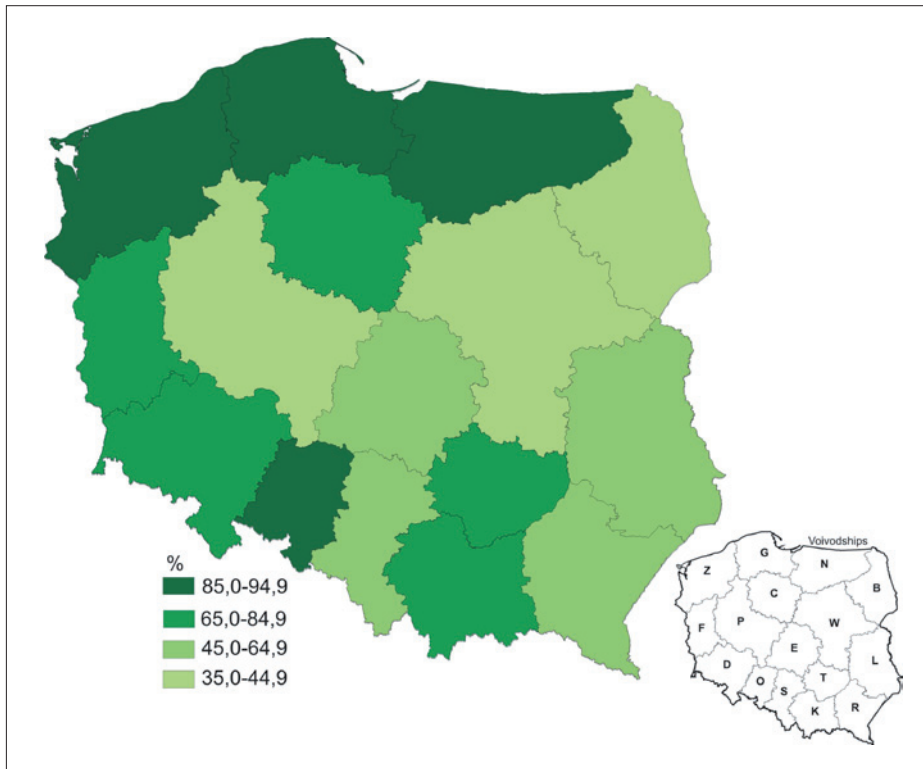 %
85,0-94,9
65,0-84,9
45,0-64,9
35,0-44,9
Voivodships
Z
G
N
B
C
F
P
W
E
L
D
O
S
T
K
R